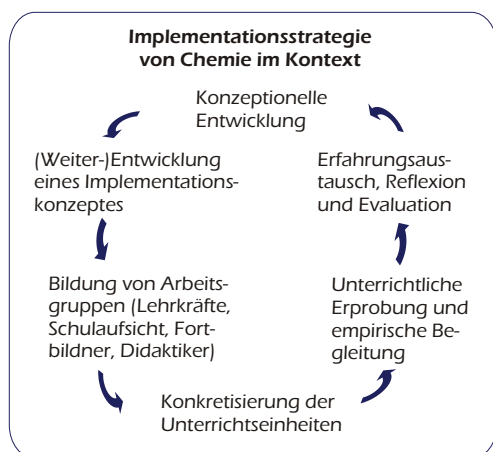 Implementationsstrategie
von Chemie im Kontext
Konzeptionelle
Entwicklung
(Weiter-)Entwicklung
eines Implementations-
konzeptes
Bildung von Arbeits-
gruppen (Lehrkräfte,
Schulaufsicht, Fort-
bildner, Didaktiker)
Konkretisierung der
Unterrichtseinheiten
Unterrichtliche
Erprobung und
empirische Be-
gleitung
Erfahrungsaus-
tausch, Reflexion
und Evaluation